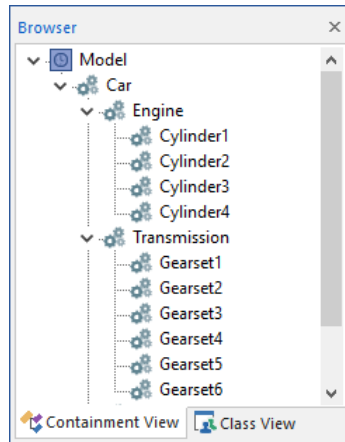 Browser
Model
Car
Engine
Cylinder1
Cylinder2
Cylinder3
Cylinder4
Transmission
Gearset1
Gearset2
Gearset3
Gearset4
Gearset5
Gearset6
Containment View Class View